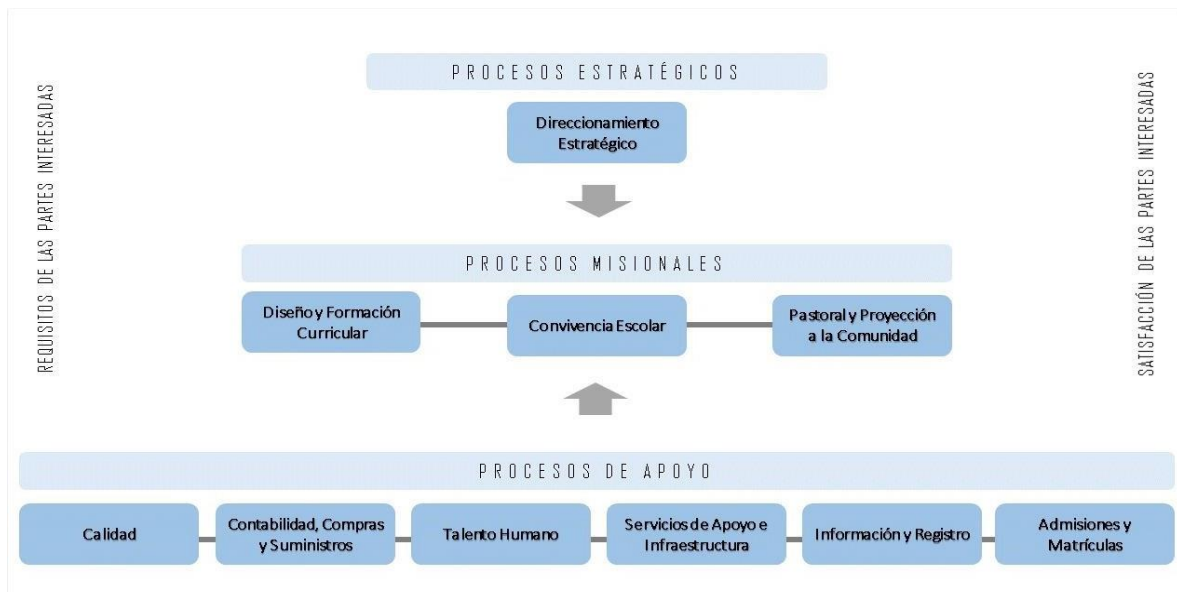 PROCESOS ESTRATÉGICOS
Direccionamiento
Estratégico
REQUISITOS DE LAS PARTES INTERESADAS
SATISFACCIÓN DE LAS PARTES INTERESADAS
PROCESOS MISIONALES
Diseño y Formación
Curricular
Convivencia Escolar
Pastoral y Proyección
a la Comunidad
PROCESOS DE APOYO
Calidad
Contabilidad, Compras
y Suministros
Talento Humano
Servicios de Apoyo e
Infraestructura
Información y Registro
Admisiones y
Matrículas